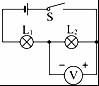 S
L₁ L₂
− V +